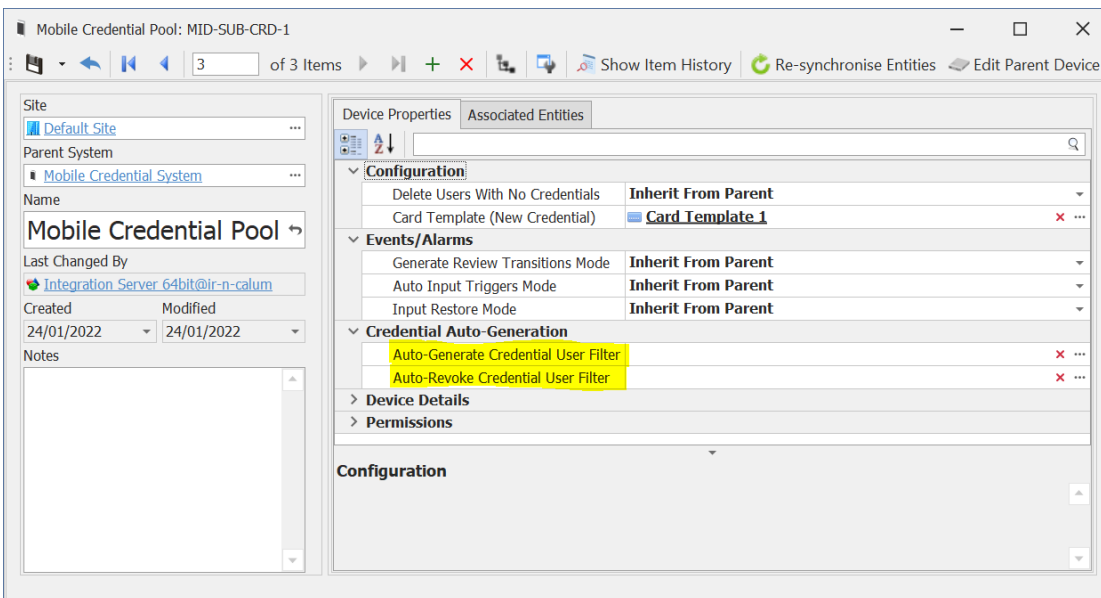 Mobile Credential Pool: MID-SUB-CRD-1
3 of 3 Items Show Item History Re-synchronise Entities Edit Parent Device
Site
Default Site
Parent System
Mobile Credential System
Name
Mobile Credential Pool
Last Changed By
Integration Server 64bit@ir-n-calum
Created Modified
24/01/2022 24/01/2022
Notes
Device Properties Associated Entities
Configuration
Delete Users With No Credentials Inherit From Parent
Card Template (New Credential) Card Template 1
Events/Alarms
Generate Review Transitions Mode Inherit From Parent
Auto Input Triggers Mode Inherit From Parent
Input Restore Mode Inherit From Parent
Credential Auto-Generation
Auto-Generate Credential User Filter
Auto-Revoke Credential User Filter
Device Details
Permissions
Configuration